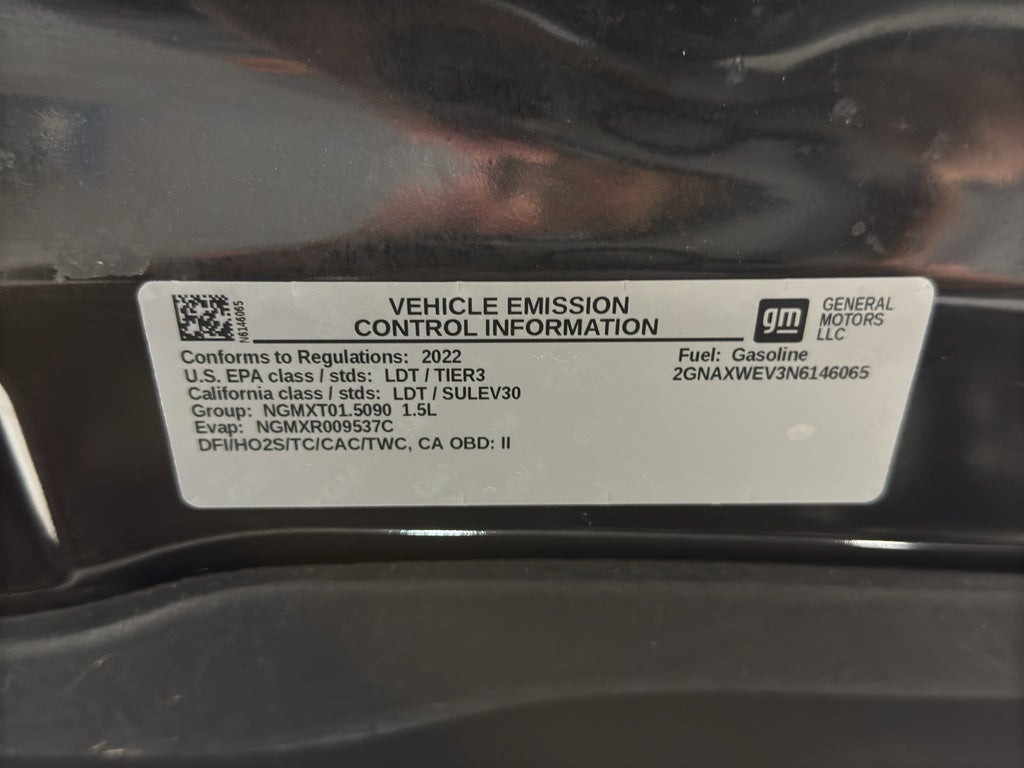 N6146065
VEHICLE EMISSION
CONTROL INFORMATION
gm
GENERAL
MOTORS
LLC
Conforms to Regulations: 2022
U.S. EPA class / stds: LDT / TIER3
California class / stds: LDT / SULEV30
Group: NGMXT01.5090 1.5L
Evap: NGMXR009537C
DFI/HO2S/TC/CAC/TWC, CA OBD: II
Fuel: Gasoline
2GNAXWEV3N6146065